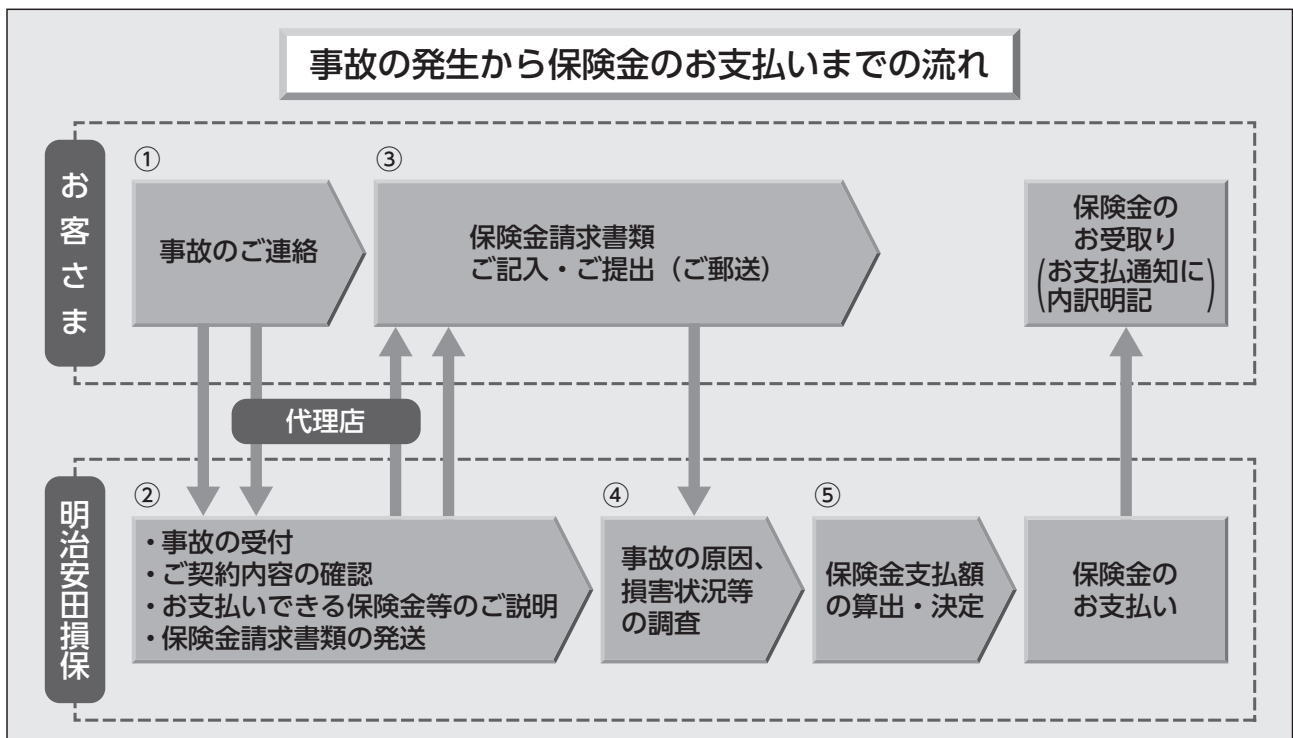 事故の発生から保険金のお支払いまでの流れ
お客さま
①
事故のご連絡
③
保険金請求書類
ご記入・ご提出（ご郵送）
保険金の
お受取り
(お支払通知に
内訳明記)
代理店
明治安田損保
②
・事故の受付
・ご契約内容の確認
・お支払いできる保険金等のご説明
・保険金請求書類の発送
④
事故の原因、
損害状況等
の調査
⑤
保険金支払額
の算出・決定
保険金の
お支払い